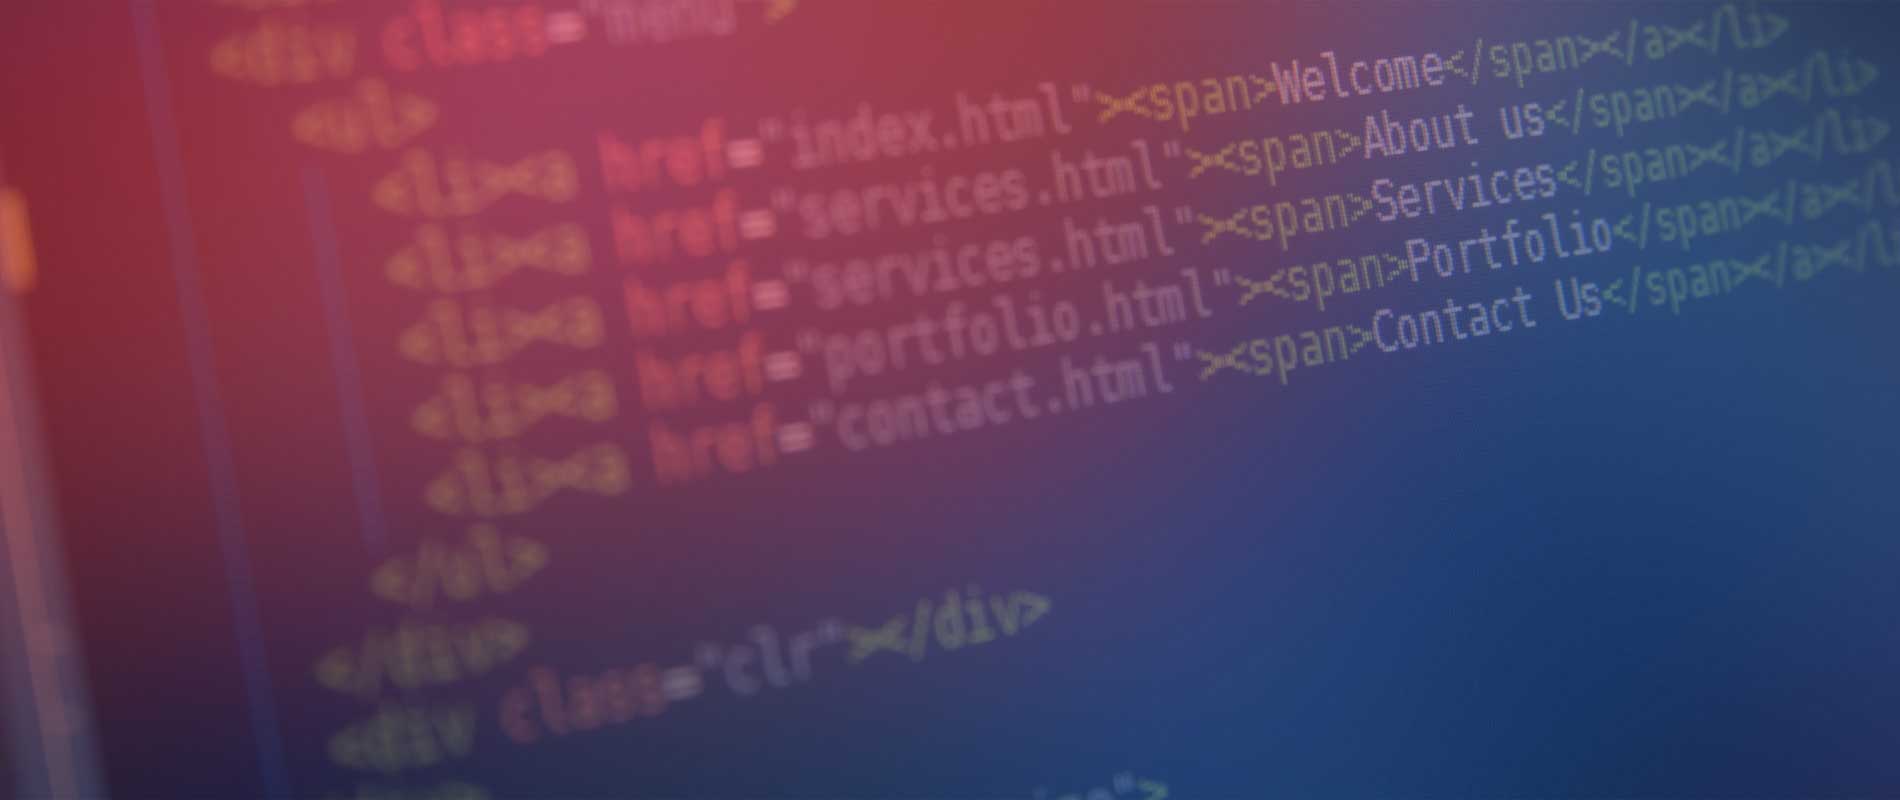 <div class="menu">
<ul>
<li><a href="index.html"><span>Welcome</span></a></li>
<li><a href="services.html"><span>About us</span></a></li>
<li><a href="services.html"><span>Services</span></a></li>
<li><a href="portfolio.html"><span>Portfolio</span></a></li>
<li><a href="contact.html"><span>Contact Us</span></a></li>
</ul>
</div>
<div class="clr"></div>
">